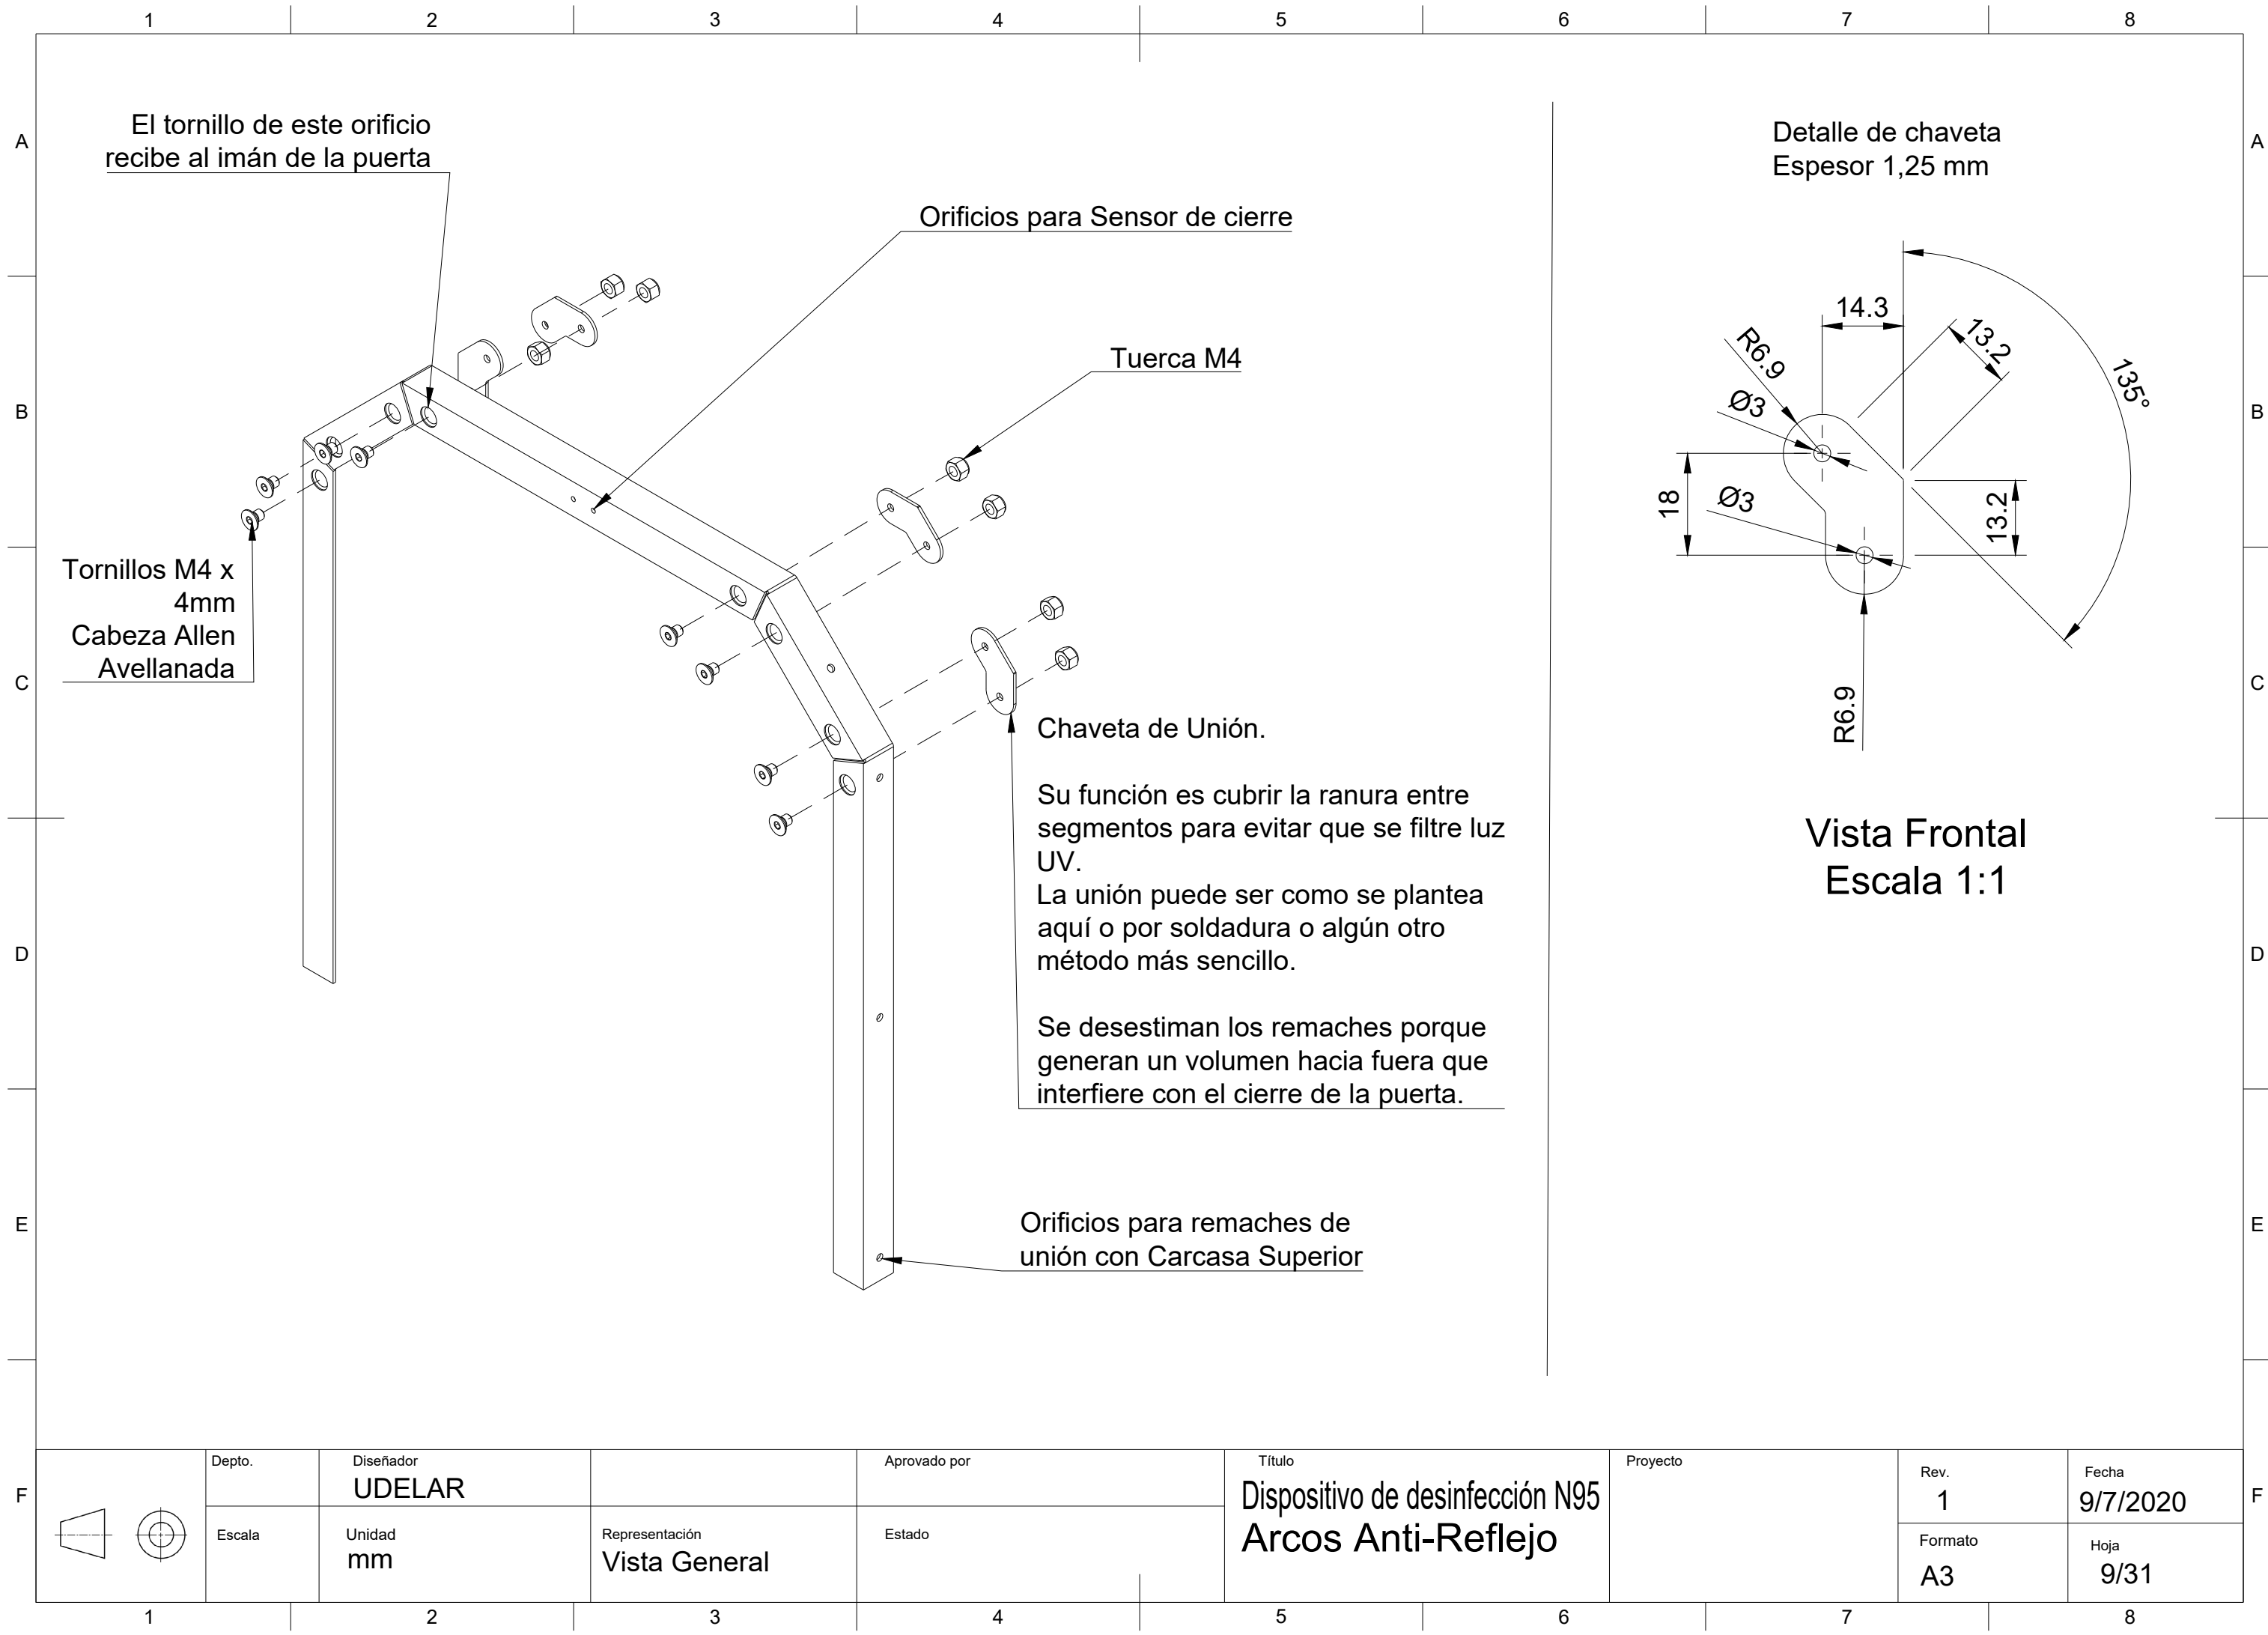 1 2 3 4 5 6 7 8
A
A
El tornillo de este orificio
recibe al imán de la puerta
Orificios para Sensor de cierre
Detalle de chaveta
Espesor 1,25 mm
B
B
Tuerca M4
14.3
13.2
135°
R6.9
Ø3
18
Ø3
13.2
R6.9
C
C
Tornillos M4 x
4mm
Cabeza Allen
Avellanada
Chaveta de Unión.
Su función es cubrir la ranura entre
segmentos para evitar que se filtre luz
UV.
La unión puede ser como se plantea
aquí o por soldadura o algún otro
método más sencillo.
Se desestiman los remaches porque
generan un volumen hacia fuera que
interfiere con el cierre de la puerta.
Vista Frontal
Escala 1:1
D
D
E
E
Orificios para remaches de
unión con Carcasa Superior
F
F
Depto.
Diseñador
UDELAR
Aprovado por
Título
Dispositivo de desinfección N95
Arcos Anti-Reflejo
Proyecto
Rev.
1
Fecha
9/7/2020
Escala
Unidad
mm
Representación
Vista General
Estado
Formato
A3
Hoja
9/31
1 2 3 4 5 6 7 8